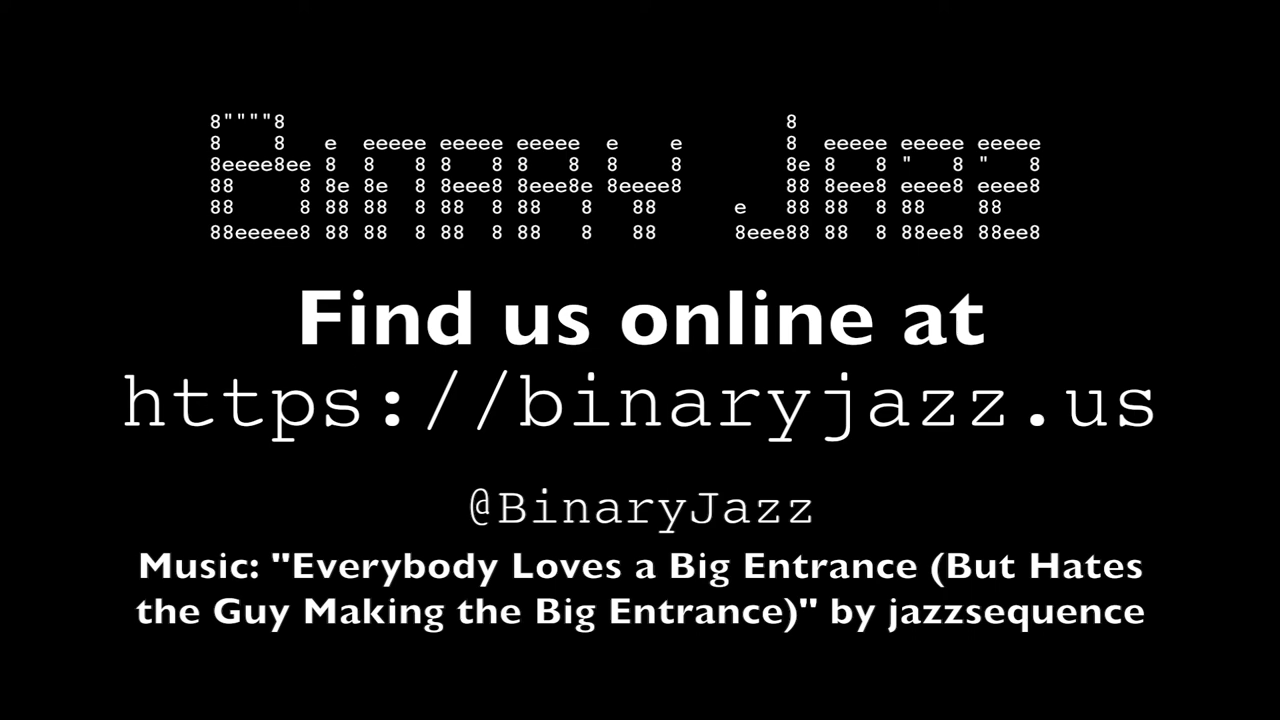 Binary Jazz
Find us online at
https://binaryjazz.us
@BinaryJazz
Music: "Everybody Loves a Big Entrance (But Hates
the Guy Making the Big Entrance)" by jazzsequence